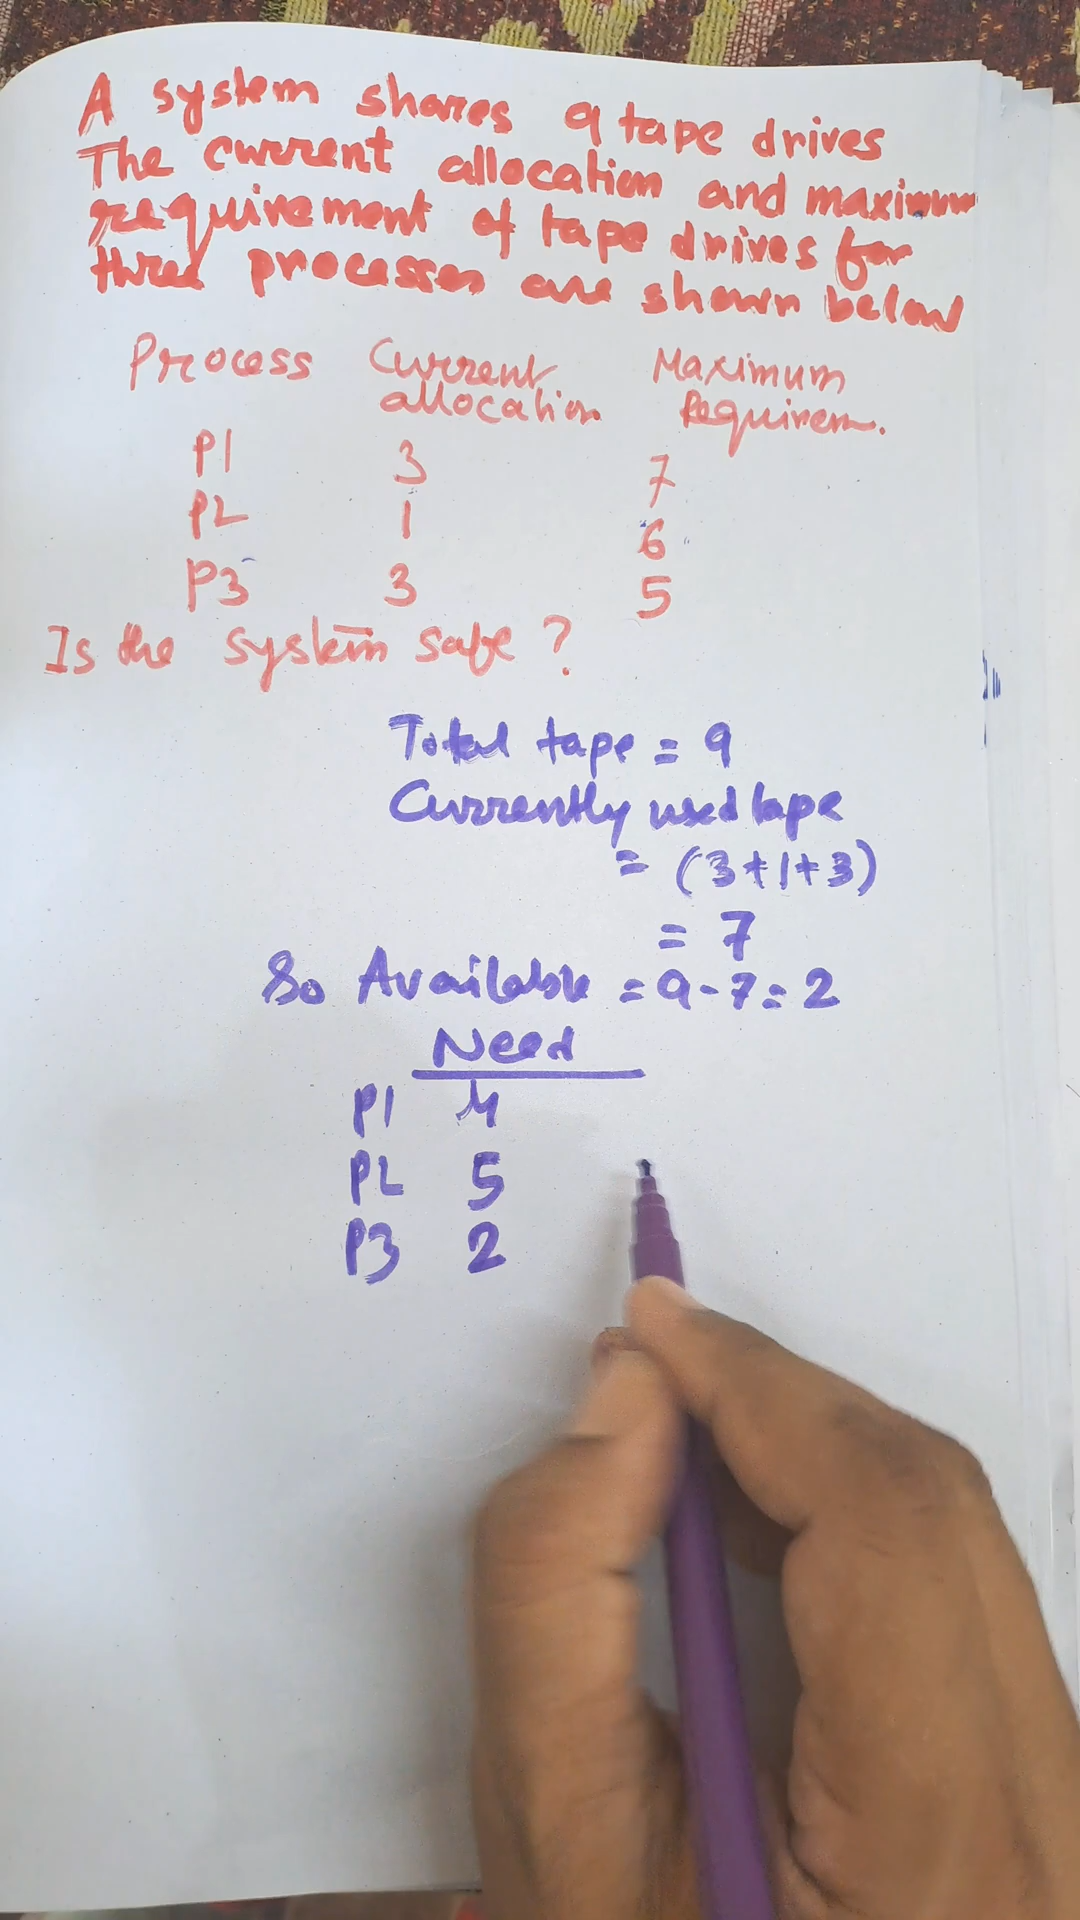 A system shares 9 tape drives
The current allocation and maximum
requirement of tape drives for
three processes are shown below
Process Current allocation Maximum Requirem.
P1 3 7
P2 1 6
P3 3 5
Is the system safe ?
Total tape = 9
Currently used tape
= (3+1+3)
= 7
So Available = 9-7=2
Need
P1 4
P2 5
P3 2